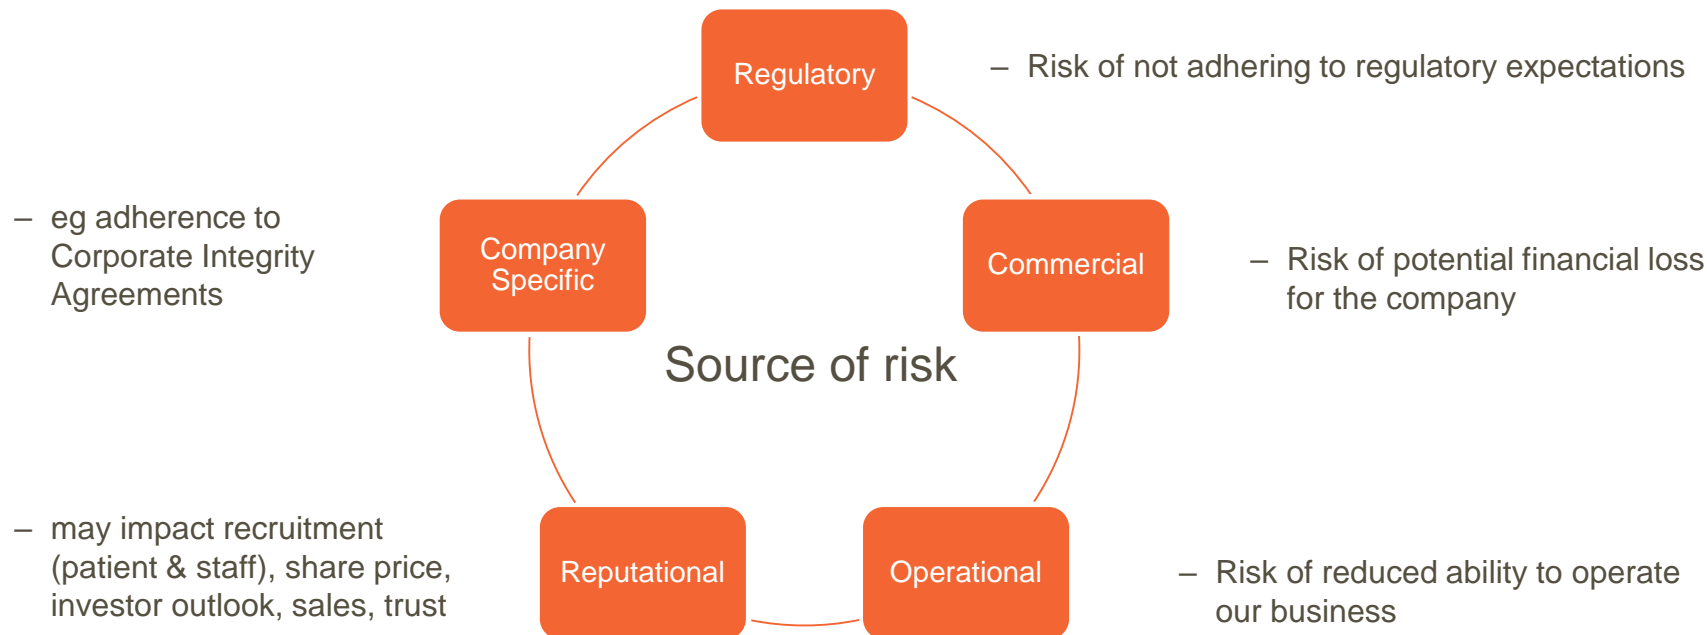 Regulatory
– Risk of not adhering to regulatory expectations
– eg adherence to
Corporate Integrity
Agreements
Company
Specific
Commercial
– Risk of potential financial loss
for the company
Source of risk
– may impact recruitment
(patient & staff), share price,
investor outlook, sales, trust
Reputational
Operational
– Risk of reduced ability to operate
our business